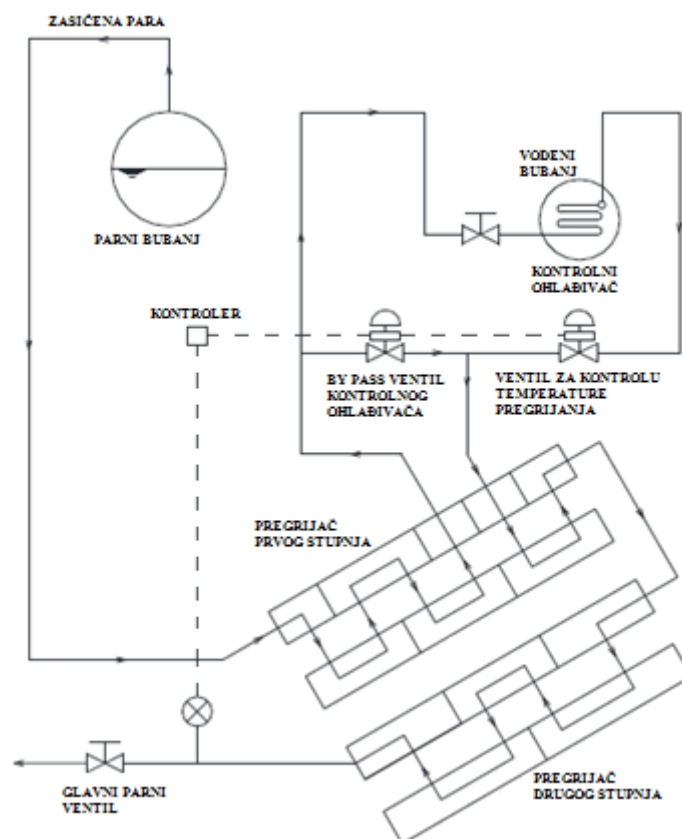 ZASIĆENA PARA
VODENI
BUBANJ
PARNI BUBANJ
KONTROLNI
OHLAĐIVAČ
KONTROLER
BY PASS VENTIL
KONTROLNOG
OHLAĐIVAČA
VENTIL ZA KONTROLU
TEMPERATURE
PREGRIJANJA
PREGRIJAČ
PRVOG STUPNJA
GLAVNI PARNI
VENTIL
PREGRIJAČ
DRUGOG STUPNJA